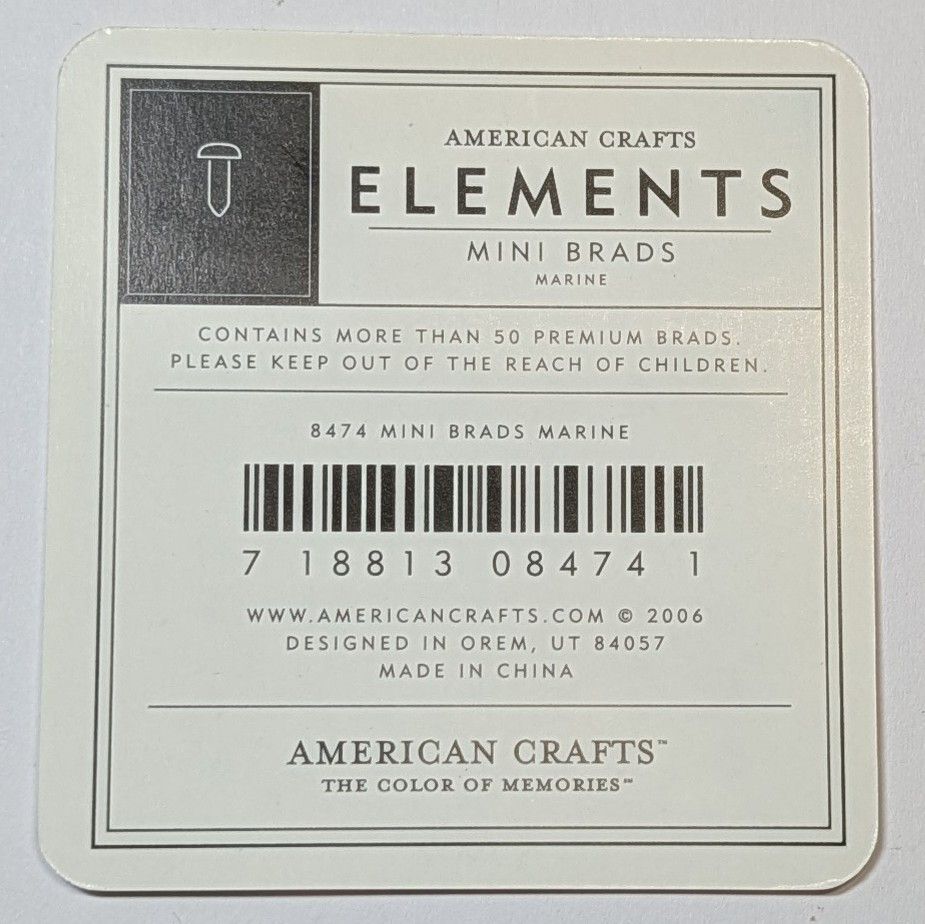 AMERICAN CRAFTS
ELEMENTS
MINI BRADS
MARINE
CONTAINS MORE THAN 50 PREMIUM BRADS.
PLEASE KEEP OUT OF THE REACH OF CHILDREN.
8474 MINI BRADS MARINE
7 18813 08474 1
WWW.AMERICANCRAFTS.COM © 2006
DESIGNED IN OREM, UT 84057
MADE IN CHINA
AMERICAN CRAFTS™
THE COLOR OF MEMORIES™